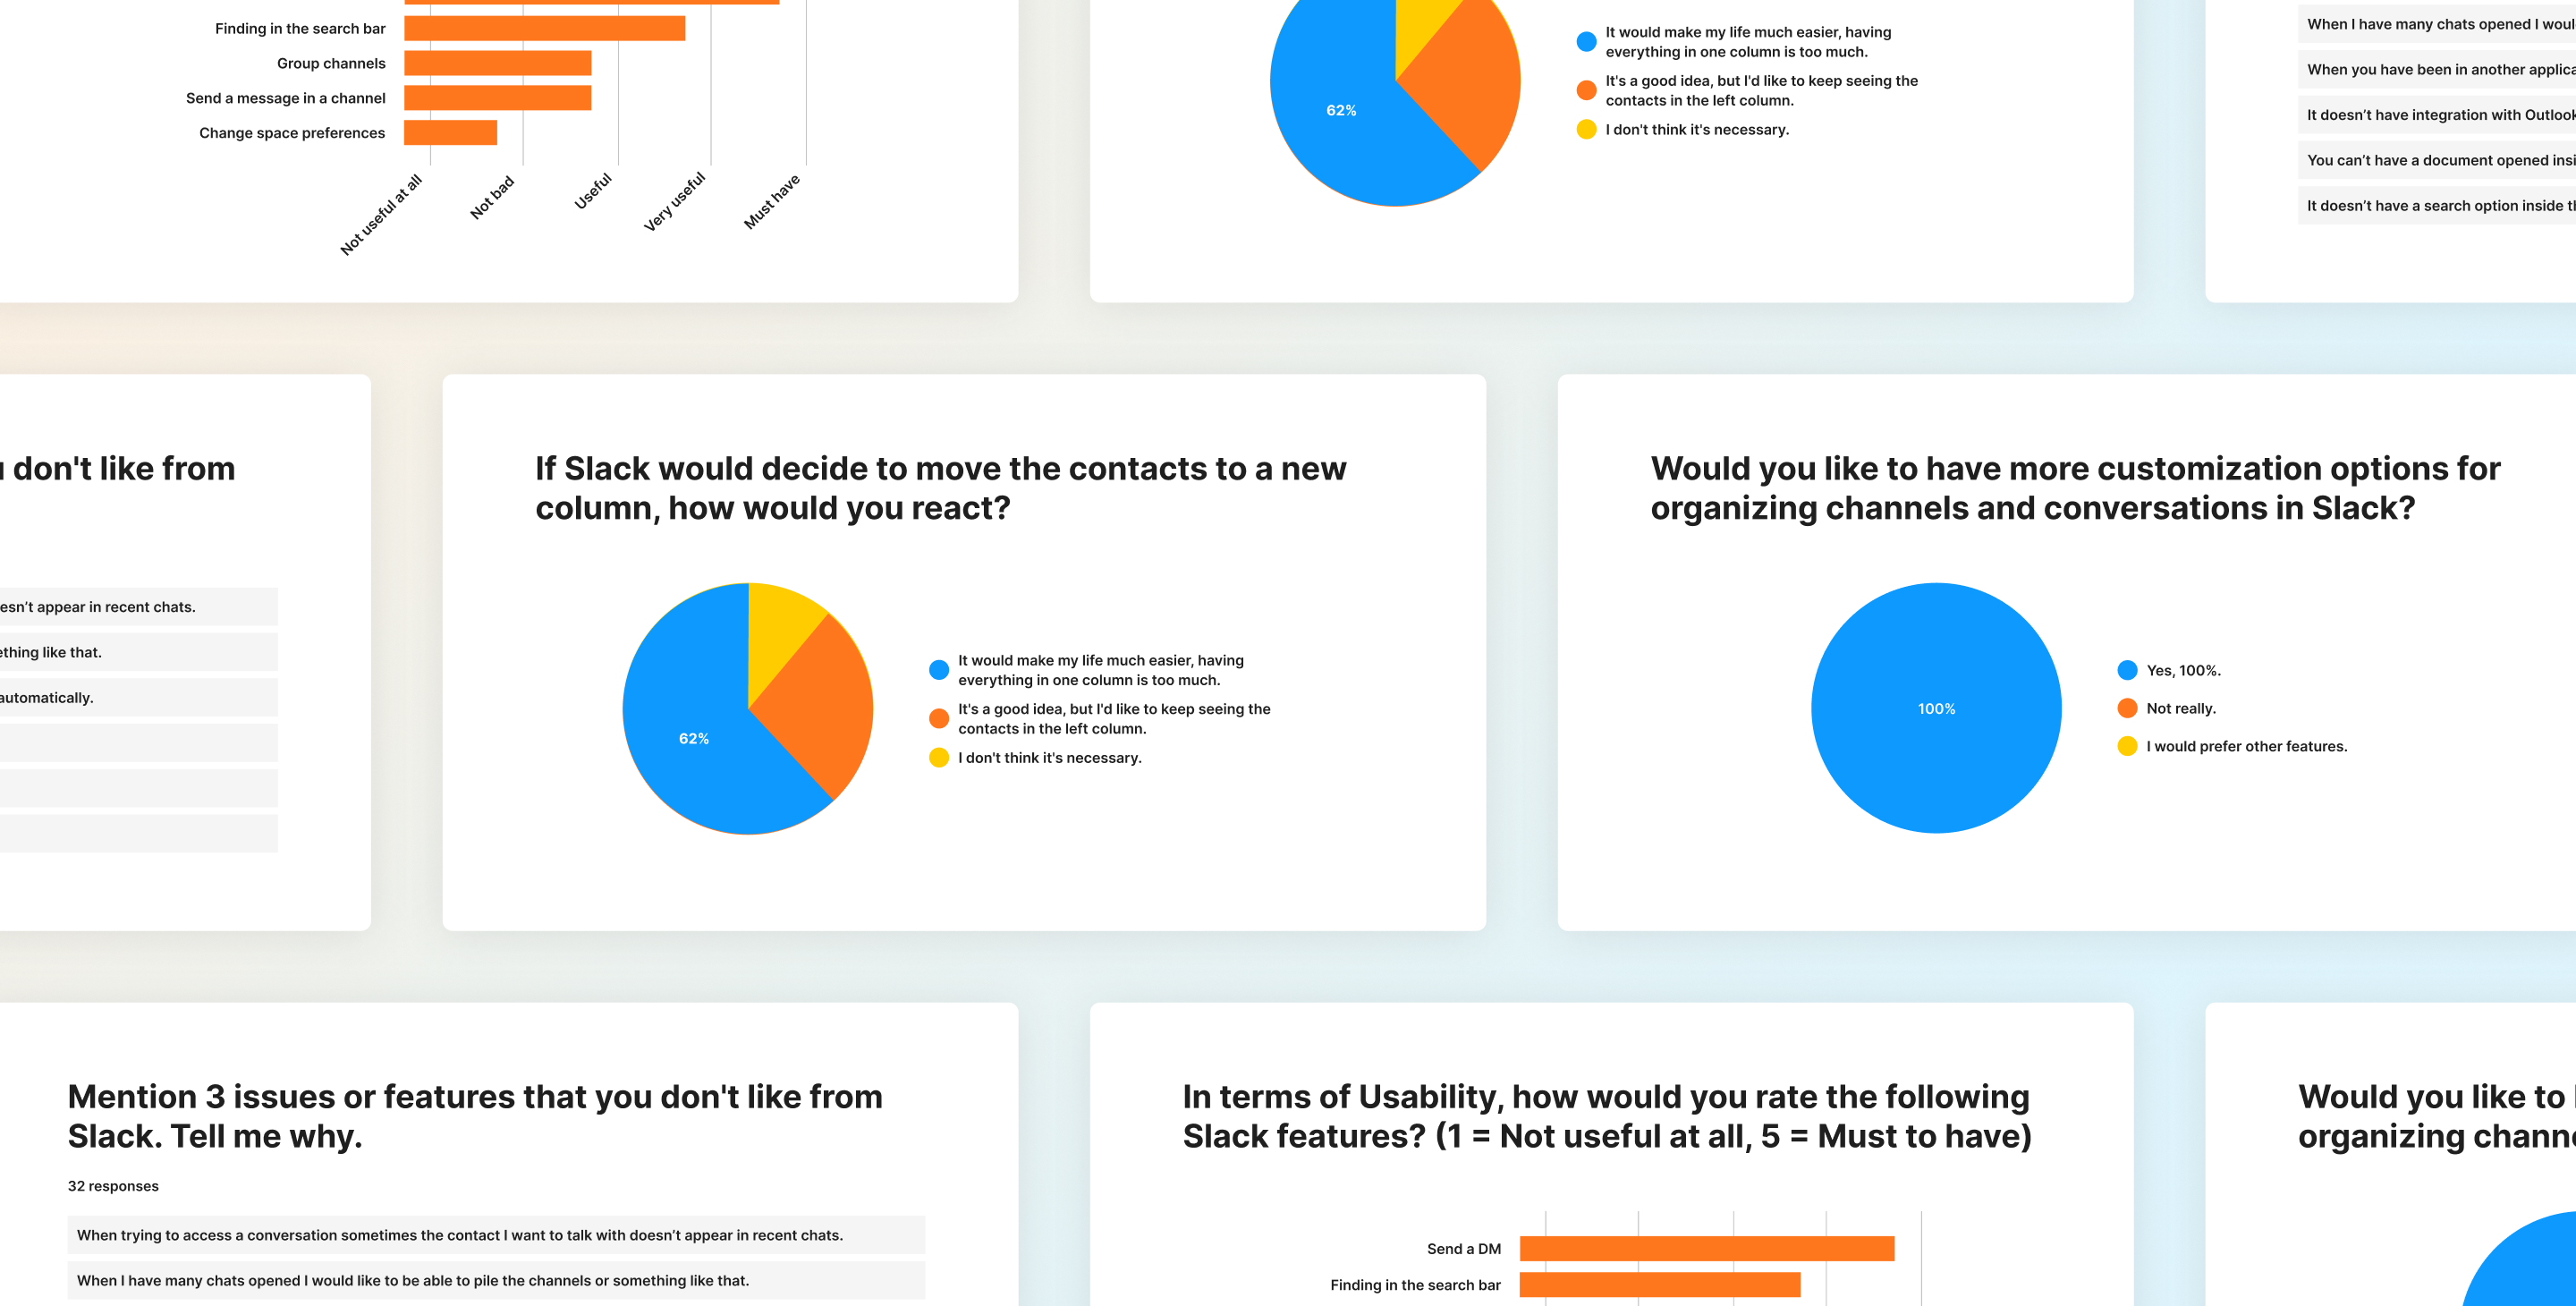 Finding in the search bar
Group channels
Send a message in a channel
Change space preferences
Not useful at all
Not bad
Useful
Very useful
Must have
62%
It would make my life much easier, having
everything in one column is too much.
It's a good idea, but I'd like to keep seeing the
contacts in the left column.
I don't think it's necessary.
When I have many chats opened I woul
When you have been in another applica
It doesn’t have integration with Outlook
You can’t have a document opened insi
It doesn’t have a search option inside th
don't like from
esn’t appear in recent chats.
ething like that.
automatically.
If Slack would decide to move the contacts to a new
column, how would you react?
62%
It would make my life much easier, having
everything in one column is too much.
It's a good idea, but I'd like to keep seeing the
contacts in the left column.
I don't think it's necessary.
Would you like to have more customization options for
organizing channels and conversations in Slack?
100%
Yes, 100%.
Not really.
I would prefer other features.
Mention 3 issues or features that you don't like from
Slack. Tell me why.
32 responses
When trying to access a conversation sometimes the contact I want to talk with doesn’t appear in recent chats.
When I have many chats opened I would like to be able to pile the channels or something like that.
In terms of Usability, how would you rate the following
Slack features? (1 = Not useful at all, 5 = Must to have)
Send a DM
Finding in the search bar
Would you like to
organizing chann